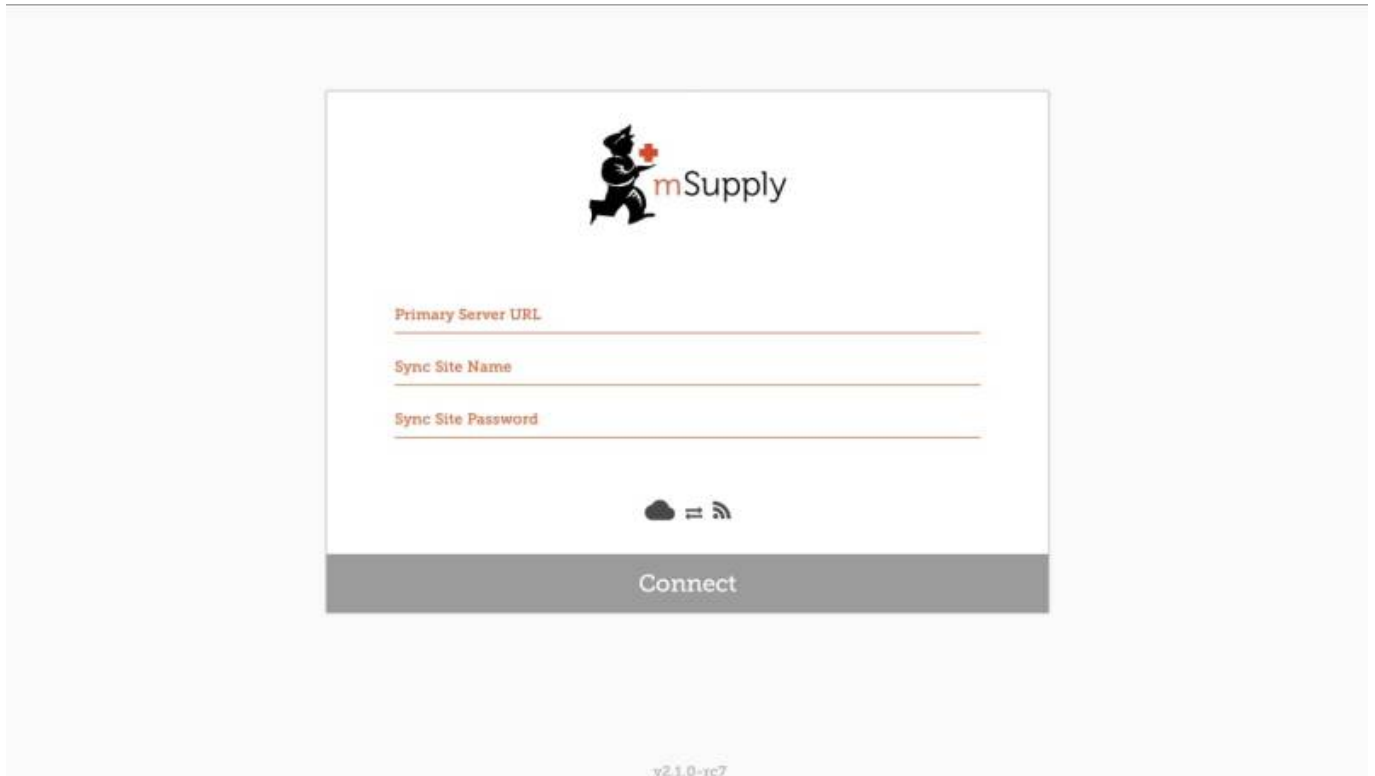 mSupply
Primary Server URL
Sync Site Name
Sync Site Password
Connect
v2.1.0-rc7